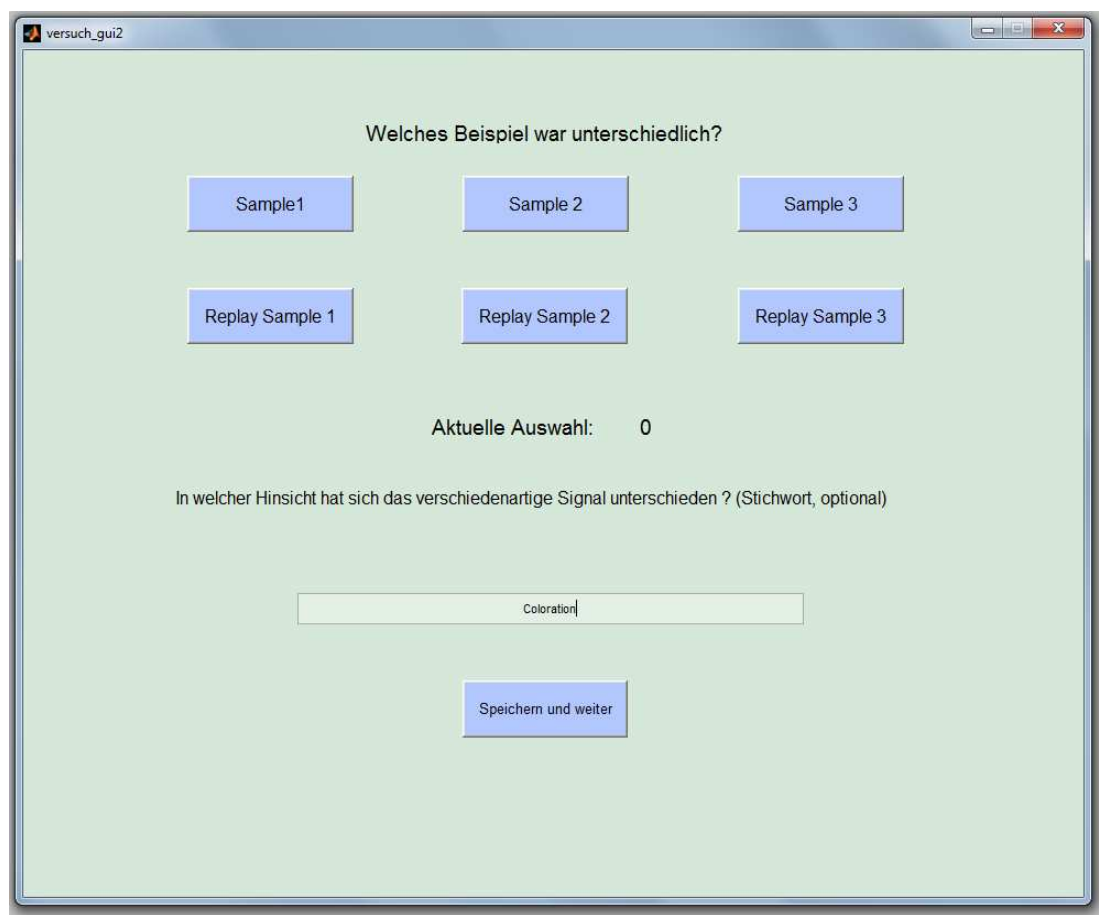 versuch_gui2
Welches Beispiel war unterschiedlich?
Sample1 Sample 2 Sample 3
Replay Sample 1 Replay Sample 2 Replay Sample 3
Aktuelle Auswahl: 0
In welcher Hinsicht hat sich das verschiedenartige Signal unterschieden ? (Stichwort, optional)
Coloration
Speichern und weiter